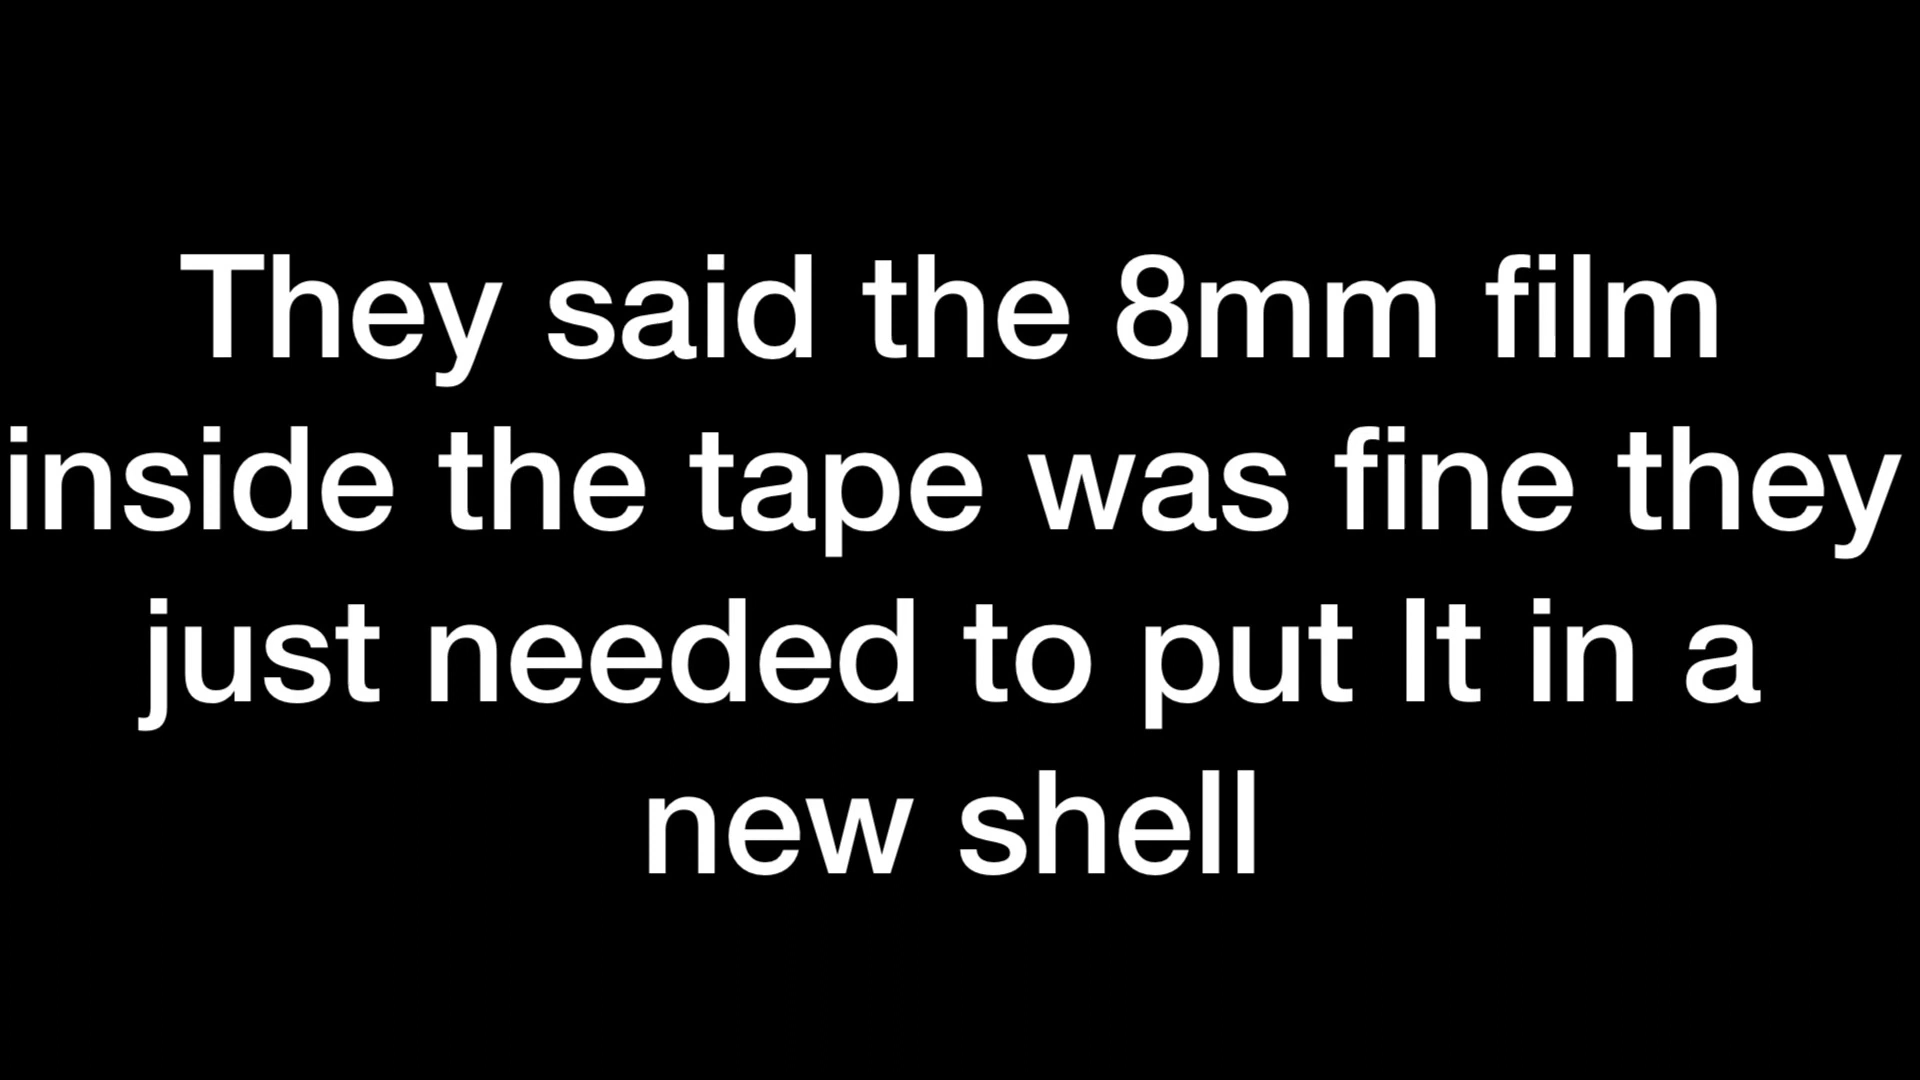 They said the 8mm film
inside the tape was fine they
just needed to put It in a
new shell